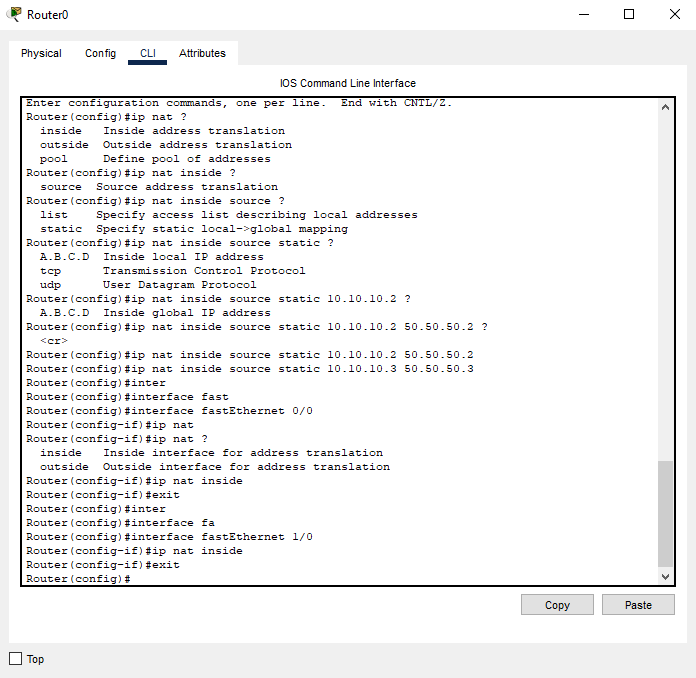 Router0
Physical Config CLI Attributes
IOS Command Line Interface
Enter configuration commands, one per line.  End with CNTL/Z.
Router(config)#ip nat ?
  inside   Inside address translation
  outside  Outside address translation
  pool     Define pool of addresses
Router(config)#ip nat inside ?
  source  Source address translation
Router(config)#ip nat inside source ?
  list    Specify access list describing local addresses
  static  Specify static local->global mapping
Router(config)#ip nat inside source static ?
  A.B.C.D  Inside local IP address
  tcp      Transmission Control Protocol
  udp      User Datagram Protocol
Router(config)#ip nat inside source static 10.10.10.2 ?
  A.B.C.D  Inside global IP address
Router(config)#ip nat inside source static 10.10.10.2 50.50.50.2 ?
  <cr>
Router(config)#ip nat inside source static 10.10.10.2 50.50.50.2
Router(config)#ip nat inside source static 10.10.10.3 50.50.50.3
Router(config)#inter
Router(config)#interface fast
Router(config)#interface fastEthernet 0/0
Router(config-if)#ip nat
Router(config-if)#ip nat ?
  inside   Inside interface for address translation
  outside  Outside interface for address translation
Router(config-if)#ip nat inside
Router(config-if)#exit
Router(config)#inter
Router(config)#interface fa
Router(config)#interface fastEthernet 1/0
Router(config-if)#ip nat inside
Router(config-if)#exit
Router(config)#
Copy Paste
Top